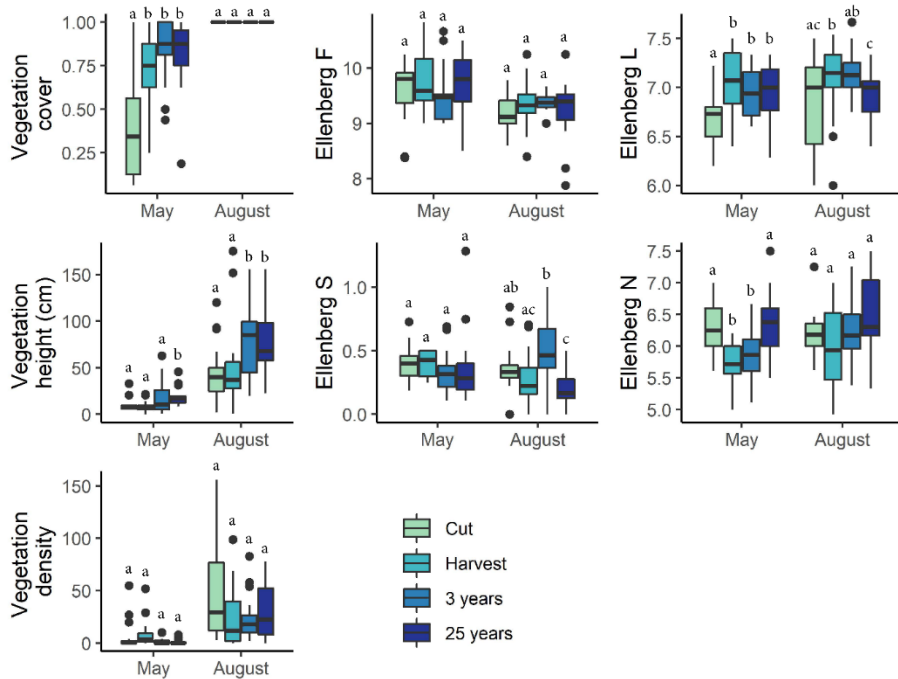 Vegetation
cover
a b b b a a a a
1.00
0.75
0.50
0.25
May August
Ellenberg F
a a a a a a a a
10
9
8
May August
Ellenberg L
a b b b ac b ab c
7.5
7.0
6.5
6.0
May August
Vegetation
height (cm)
a a a b a a b b
150
100
50
0
May August
Ellenberg S
a a a a ab ac b c
1.0
0.5
0.0
May August
Ellenberg N
a b b a a a a a
7.5
7.0
6.5
6.0
5.5
5.0
May August
Vegetation
density
a a a a a a a a
150
100
50
0
May August
Cut
Harvest
3 years
25 years